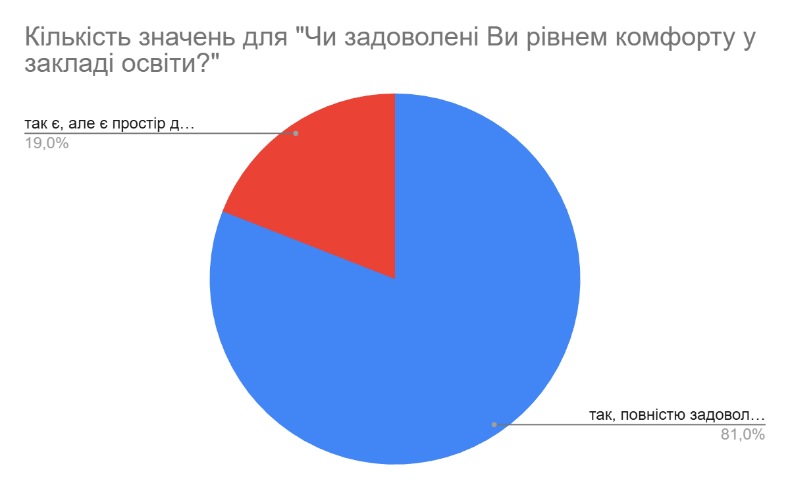 Кількість значень для "Чи задоволені Ви рівнем комфорту у
закладі освіти?"
так є, але є простір д…
19,0%
так, повністю задовол…
81,0%